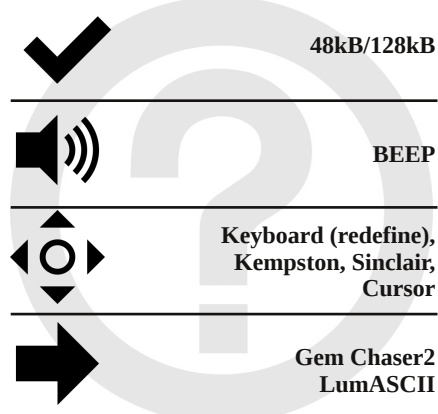 48kB/128kB
BEEP
Keyboard (redefine),
Kempston, Sinclair,
Cursor
Gem Chaser2
LumASCII